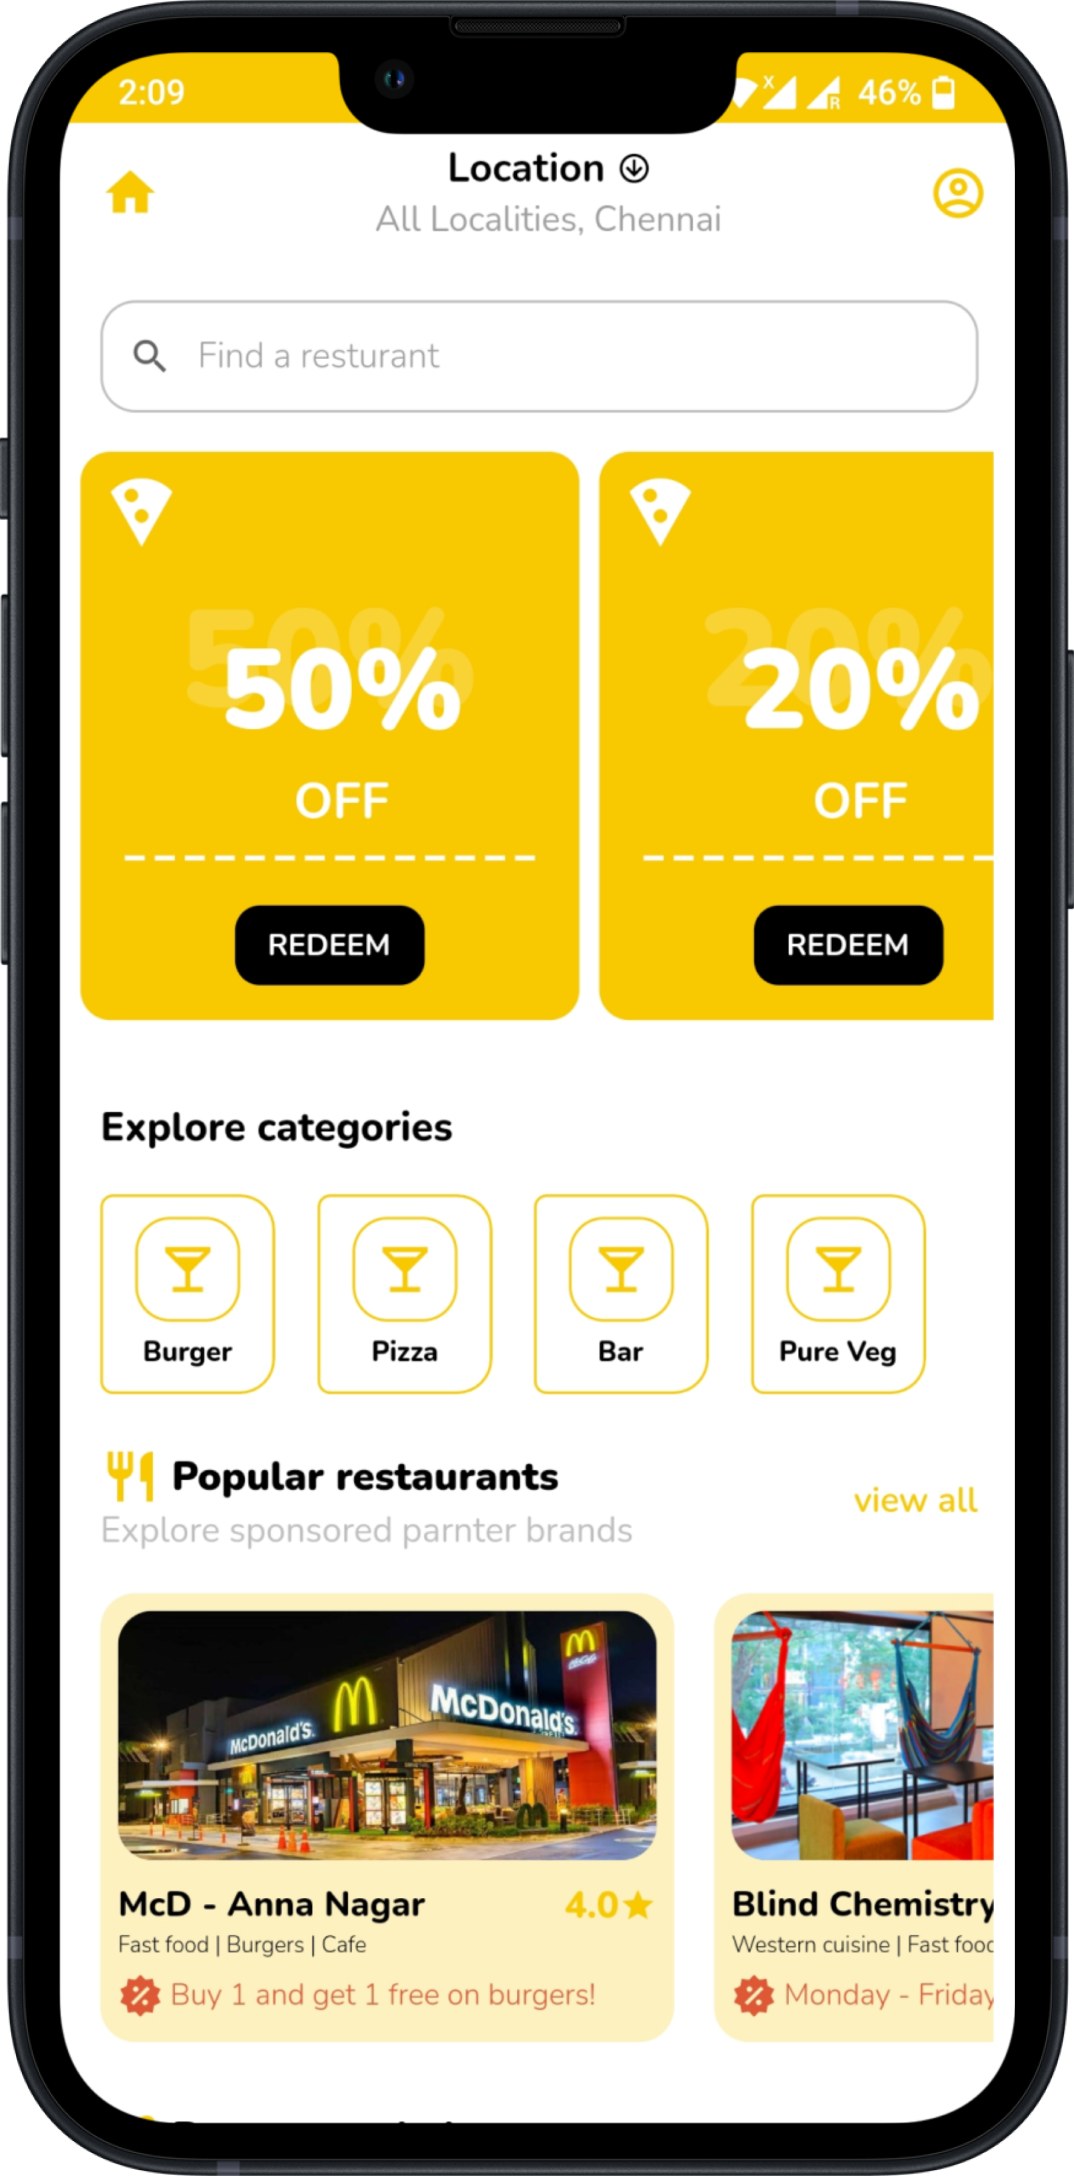 2:09
x
R
46%
Location
All Localities, Chennai
Find a resturant
50%
50%
OFF
REDEEM
20%
20%
OFF
REDEEM
Explore categories
Burger
Pizza
Bar
Pure Veg
Popular restaurants
view all
Explore sponsored parnter brands
McDonald's
McDonald's
McD - Anna Nagar
4.0
Fast food | Burgers | Cafe
Buy 1 and get 1 free on burgers!
Blind Chemistry
Western cuisine | Fast food
Monday - Friday